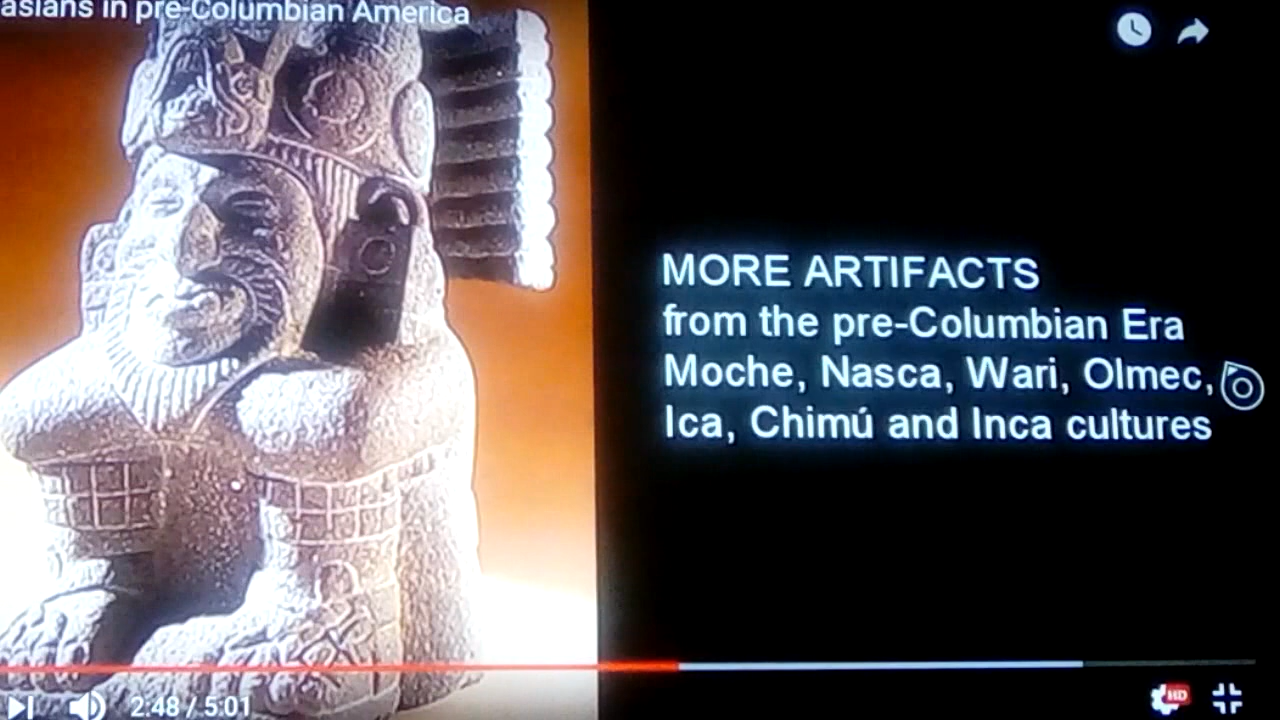 asians in pre-Columbian America
MORE ARTIFACTS
from the pre-Columbian Era
Moche, Nasca, Wari, Olmec,
Ica, Chimú and Inca cultures
2:48 / 5:01
HD